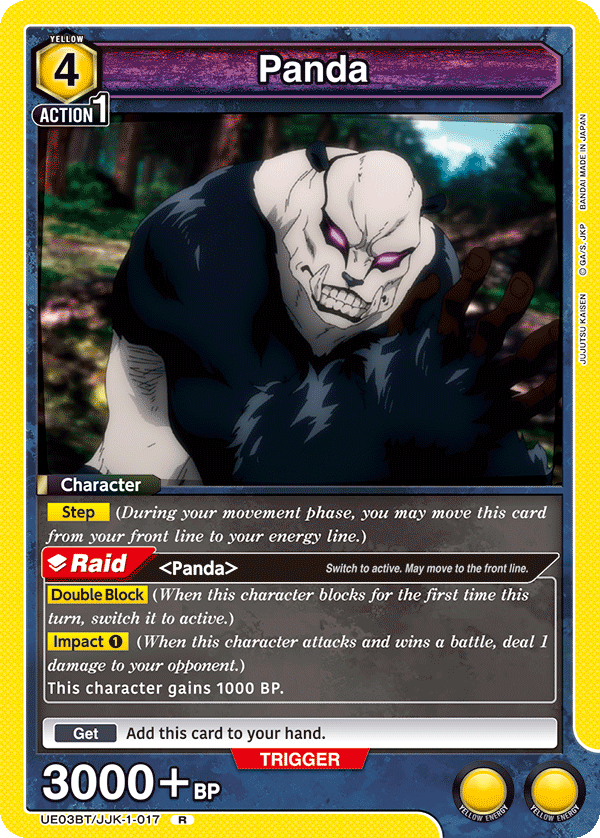 YELLOW
4
Panda
ACTION 1
BANDAI MADE IN JAPAN
© GA/S, JKP
JUJUTSU KAISEN
Character
Step (During your movement phase, you may move this card
from your front line to your energy line.)
Raid <Panda> Switch to active. May move to the front line.
Double Block (When this character blocks for the first time this
turn, switch it to active.)
Impact ❶ (When this character attacks and wins a battle, deal 1
damage to your opponent.)
This character gains 1000 BP.
Get Add this card to your hand.
TRIGGER
3000+BP
YELLOW ENERGY YELLOW ENERGY
UE03BT/JJK-1-017 R